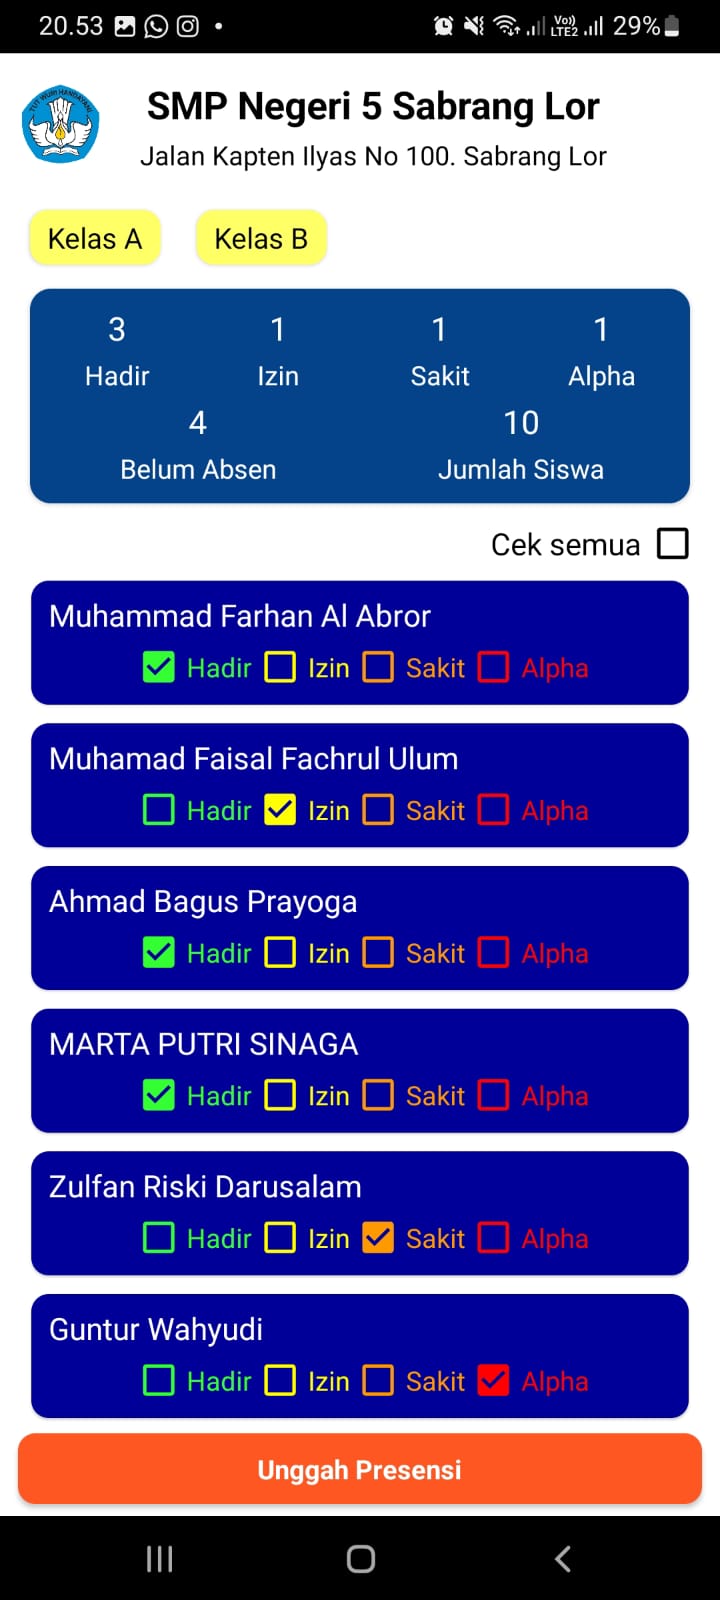 20.53 Vo)) LTE2 29%
TUT WURI HANDAYANI
SMP Negeri 5 Sabrang Lor
Jalan Kapten Ilyas No 100. Sabrang Lor
Kelas A Kelas B
3 1 1 1
Hadir Izin Sakit Alpha
4 10
Belum Absen Jumlah Siswa
Cek semua
Muhammad Farhan Al Abror
Hadir Izin Sakit Alpha
Muhamad Faisal Fachrul Ulum
Hadir Izin Sakit Alpha
Ahmad Bagus Prayoga
Hadir Izin Sakit Alpha
MARTA PUTRI SINAGA
Hadir Izin Sakit Alpha
Zulfan Riski Darusalam
Hadir Izin Sakit Alpha
Guntur Wahyudi
Hadir Izin Sakit Alpha
Unggah Presensi